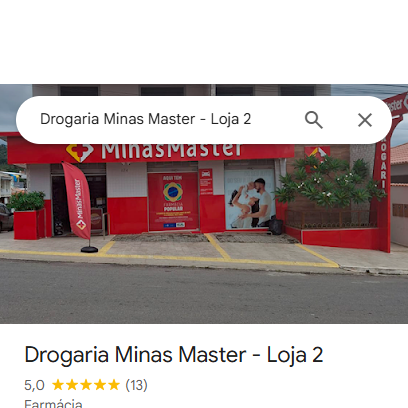 Drogaria Minas Master - Loja 2
MinasMaster
DROGARIA
MinasMaster
AQUI TEM
FARMÁCIA
POPULAR
Drogaria Minas Master - Loja 2
5,0 ★★★★★ (13)
Farmácia